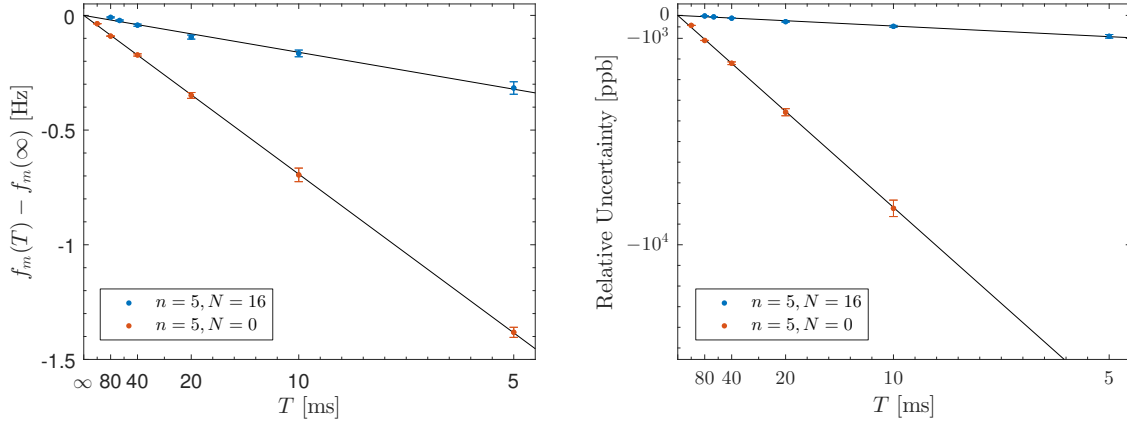 0
-0.5
-1
-1.5
f_m(T) − f_m(∞) [Hz]
∞ 80 40 20 10 5
T [ms]
n = 5, N = 16
n = 5, N = 0
0
−10^3
−10^4
Relative Uncertainty [ppb]
80 40 20 10 5
T [ms]
n = 5, N = 16
n = 5, N = 0